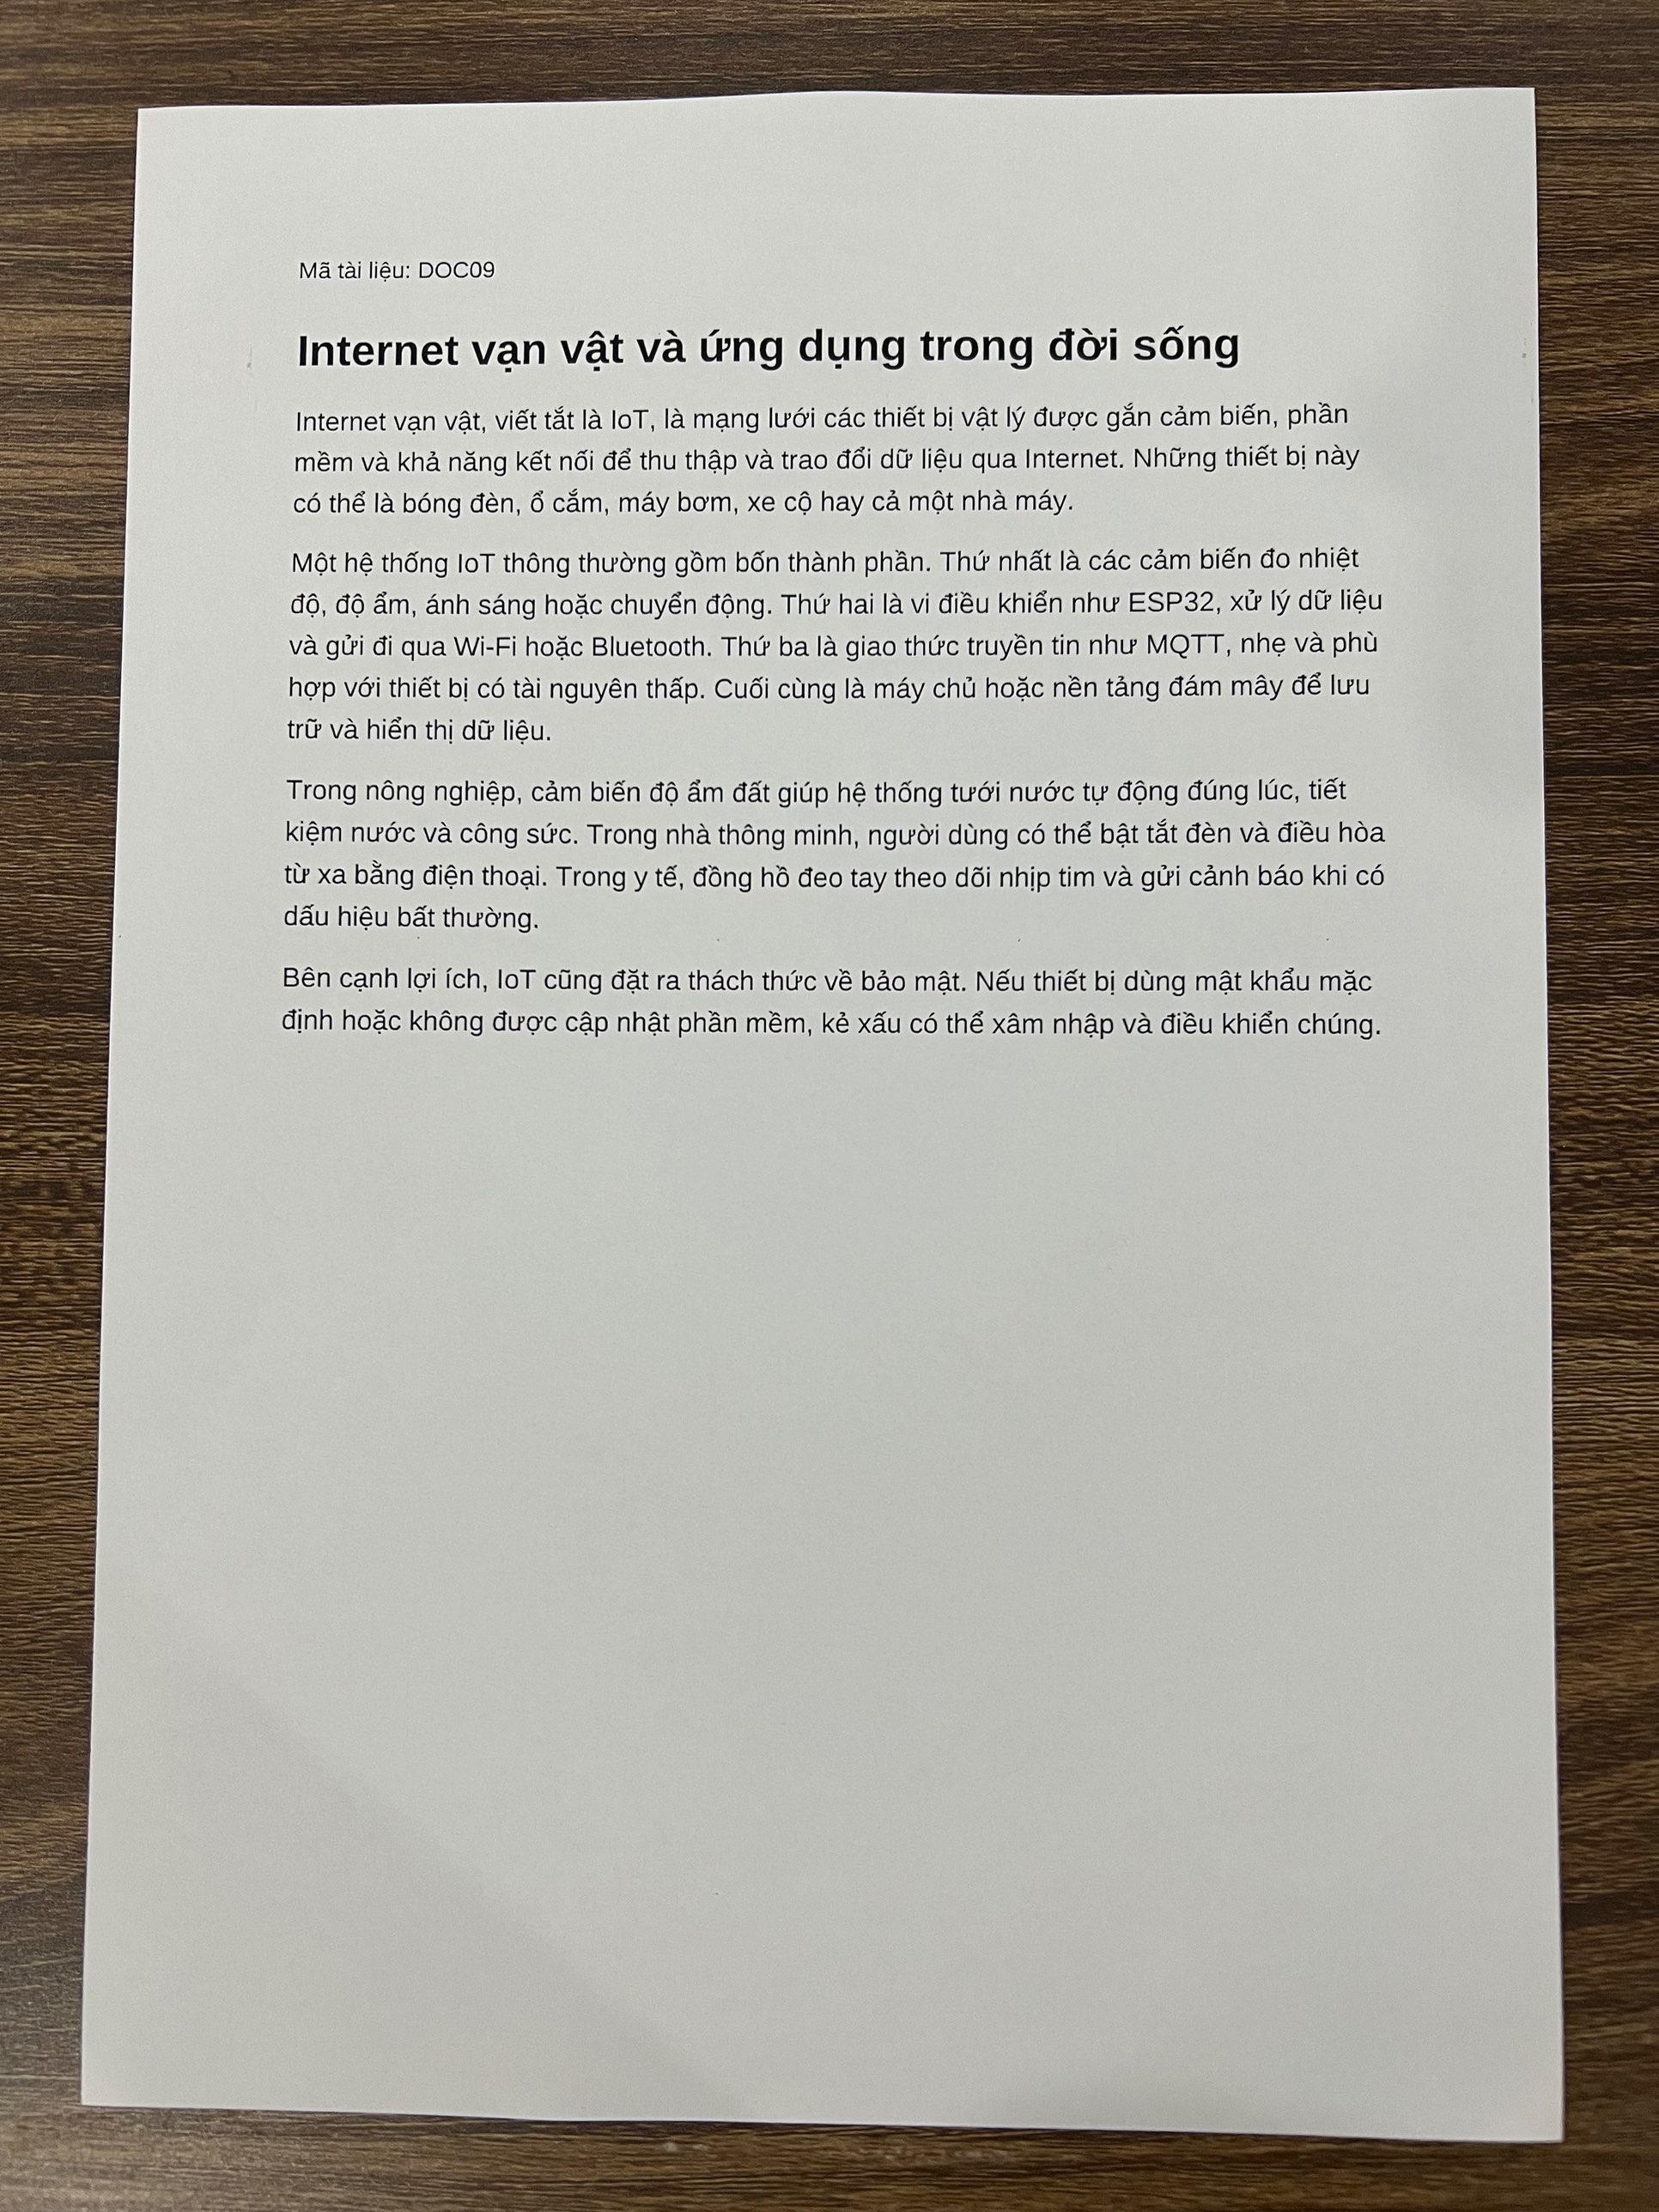 Mã tài liệu: DOC09
Internet vạn vật và ứng dụng trong đời sống
Internet vạn vật, viết tắt là IoT, là mạng lưới các thiết bị vật lý được gắn cảm biến, phần
mềm và khả năng kết nối để thu thập và trao đổi dữ liệu qua Internet. Những thiết bị này
có thể là bóng đèn, ổ cắm, máy bơm, xe cộ hay cả một nhà máy.
Một hệ thống IoT thông thường gồm bốn thành phần. Thứ nhất là các cảm biến đo nhiệt
độ, độ ẩm, ánh sáng hoặc chuyển động. Thứ hai là vi điều khiển như ESP32, xử lý dữ liệu
và gửi đi qua Wi-Fi hoặc Bluetooth. Thứ ba là giao thức truyền tin như MQTT, nhẹ và phù
hợp với thiết bị có tài nguyên thấp. Cuối cùng là máy chủ hoặc nền tảng đám mây để lưu
trữ và hiển thị dữ liệu.
Trong nông nghiệp, cảm biến độ ẩm đất giúp hệ thống tưới nước tự động đúng lúc, tiết
kiệm nước và công sức. Trong nhà thông minh, người dùng có thể bật tắt đèn và điều hòa
từ xa bằng điện thoại. Trong y tế, đồng hồ đeo tay theo dõi nhịp tim và gửi cảnh báo khi có
dấu hiệu bất thường.
Bên cạnh lợi ích, IoT cũng đặt ra thách thức về bảo mật. Nếu thiết bị dùng mật khẩu mặc
định hoặc không được cập nhật phần mềm, kẻ xấu có thể xâm nhập và điều khiển chúng.